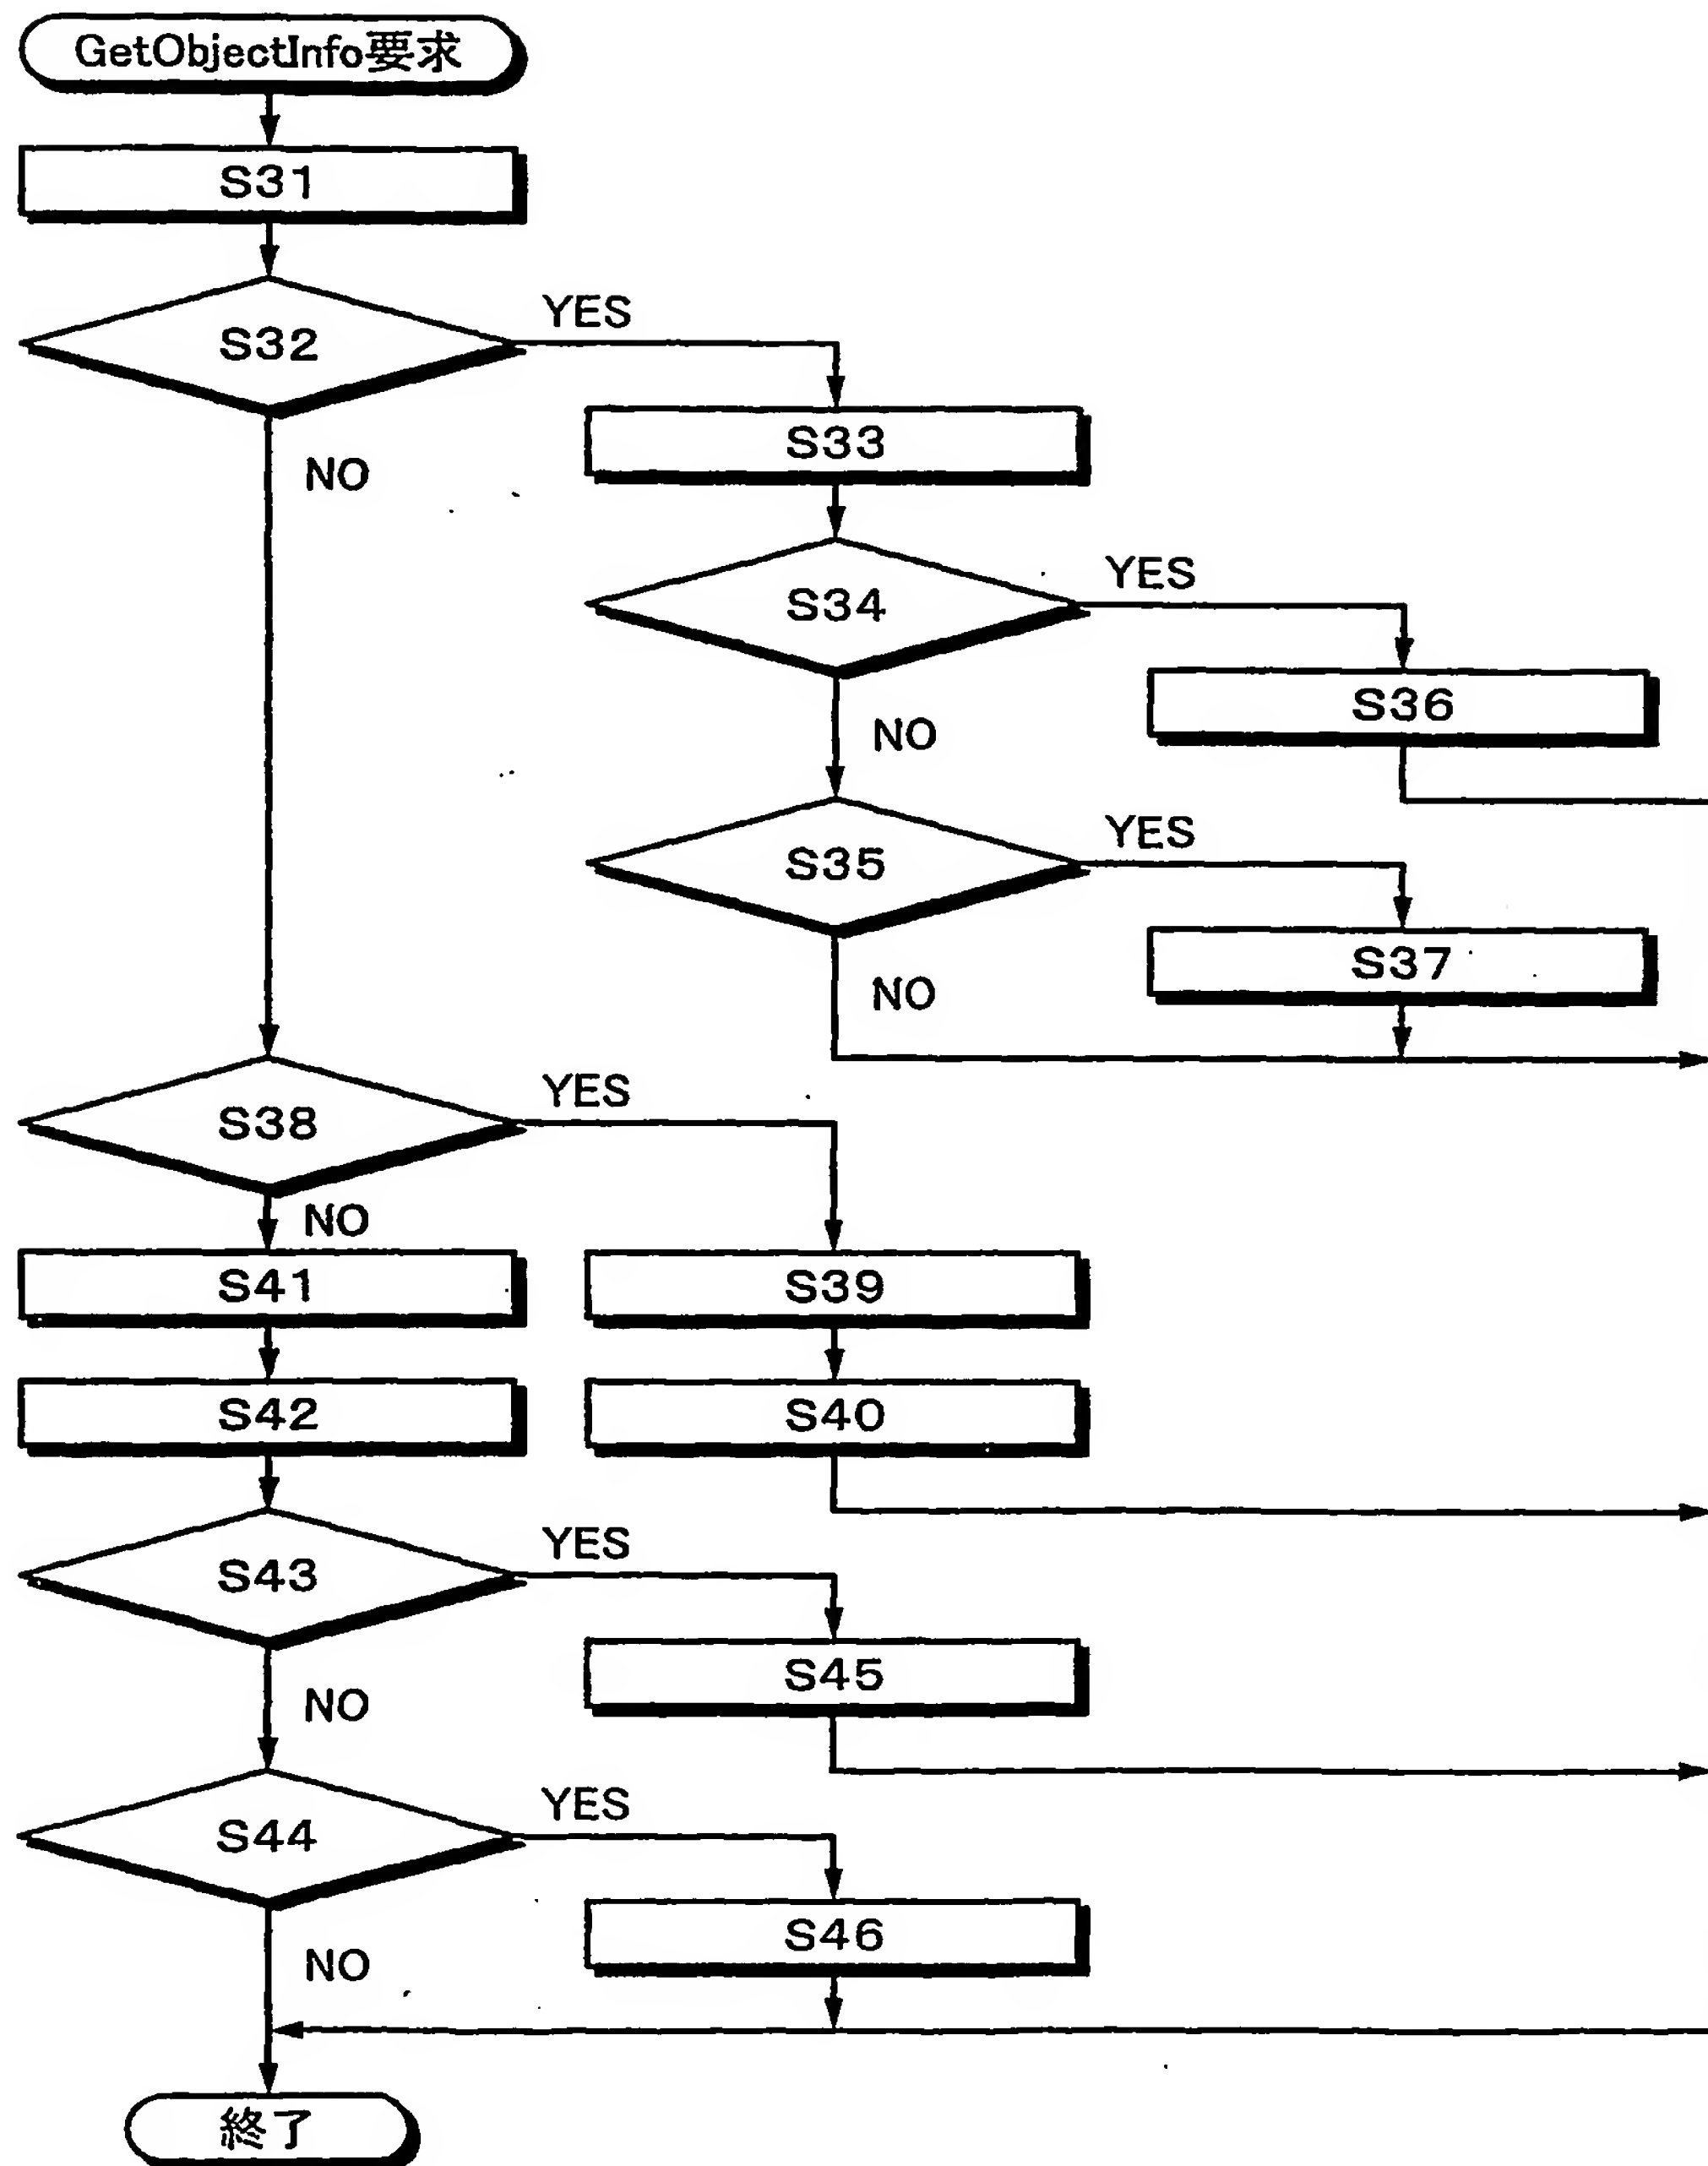 GetObjectInfo要求
S31
S32
YES
NO
S33
S34
YES
NO
S36
S35
YES
NO
S37
S38
YES
NO
S41
S39
S42
S40
S43
YES
NO
S45
S44
YES
NO
S46
終了